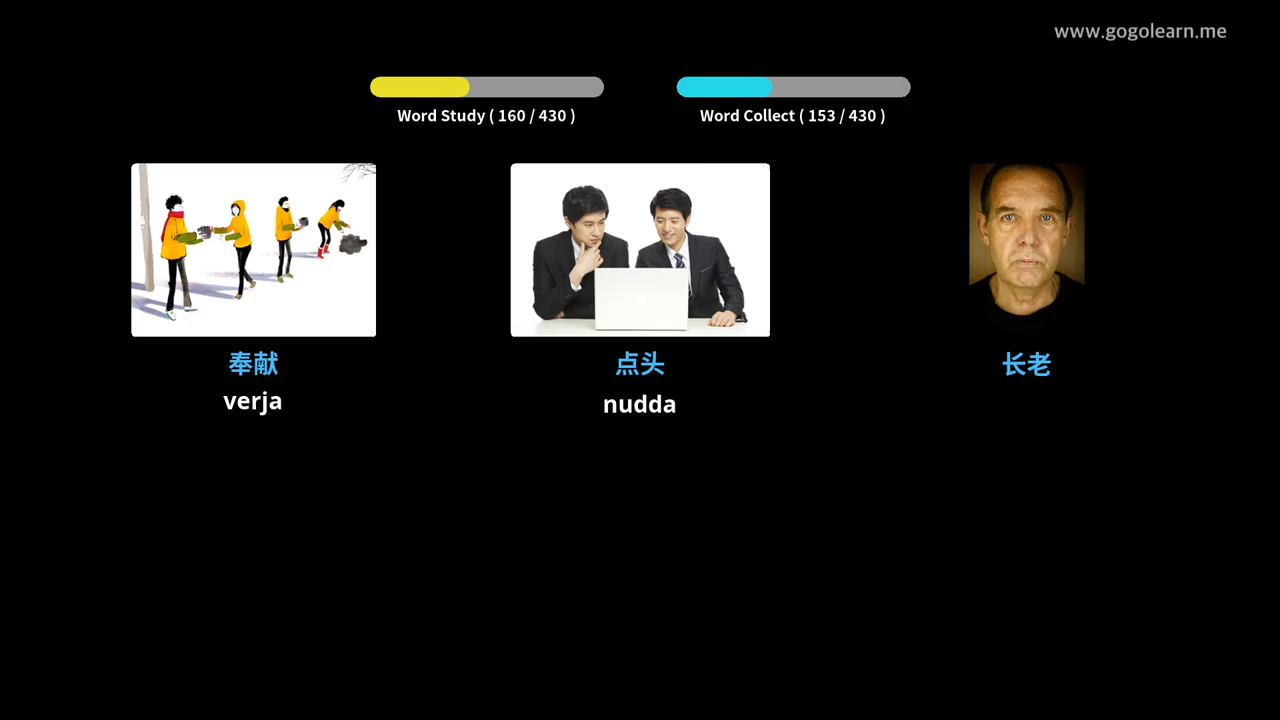 www.gogolearn.me
Word Study ( 160 / 430 )
Word Collect ( 153 / 430 )
奉献
点头
长老
verja
nudda